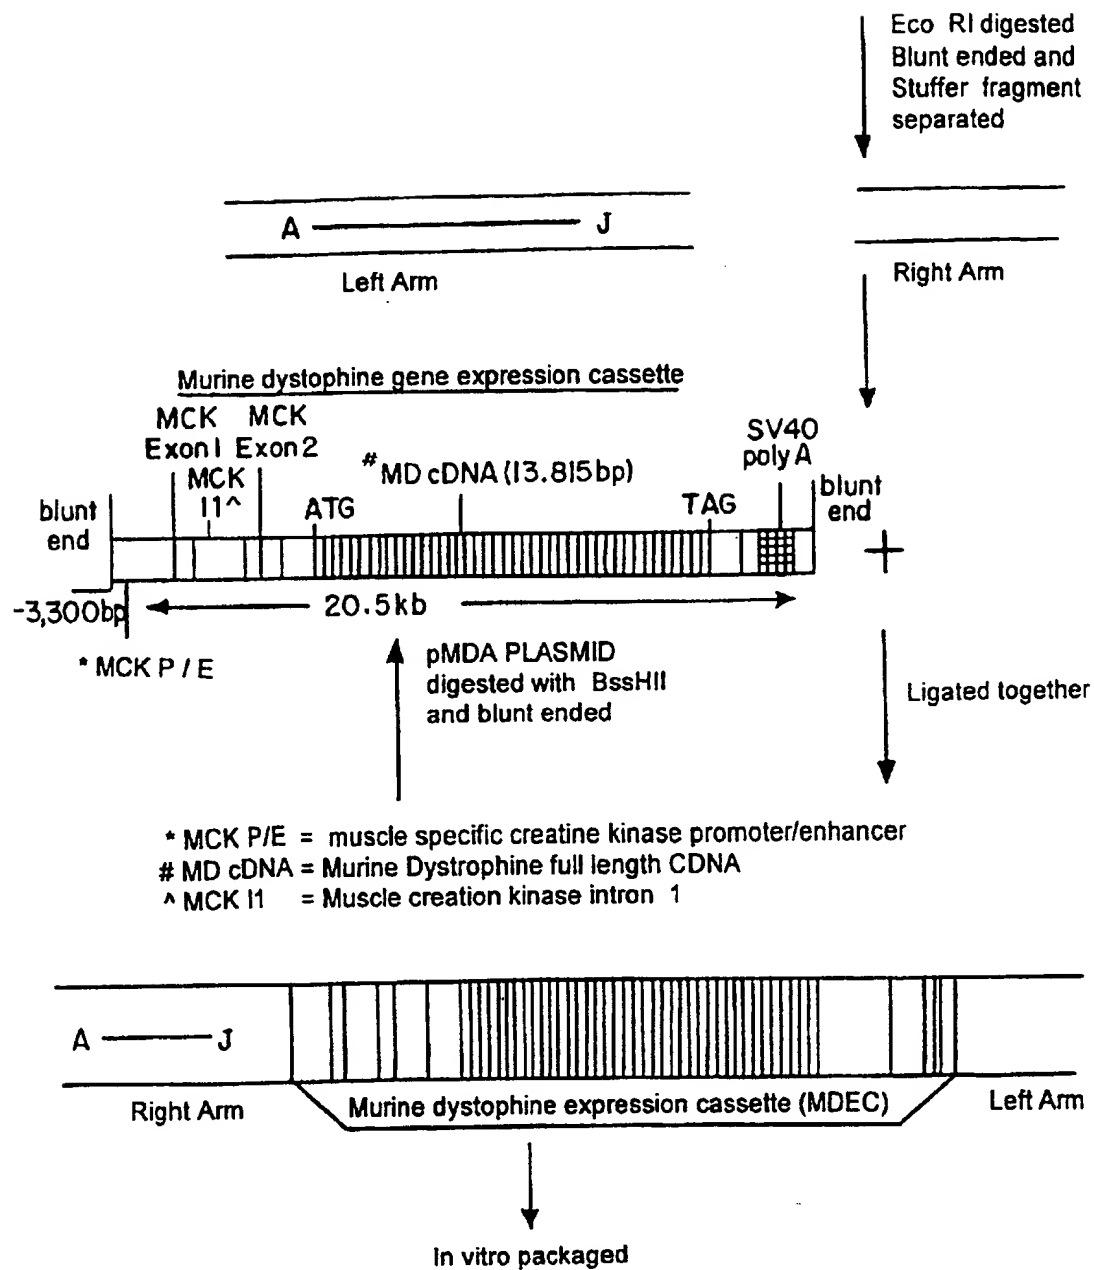 Eco RI digested
Blunt ended and
Stuffer fragment
separated
A J
Left Arm
Right Arm
Murine dystophine gene expression cassette
MCK MCK
Exon1 Exon2
MCK
I1^
SV40
poly A
# MD cDNA (13.815bp)
blunt
end
ATG
TAG
blunt
end
+
-3,300bp
20.5kb
* MCK P / E
pMDA PLASMID
digested with BssHII
and blunt ended
Ligated together
* MCK P/E = muscle specific creatine kinase promoter/enhancer
# MD cDNA = Murine Dystrophine full length CDNA
^ MCK I1 = Muscle creation kinase intron 1
A J
Right Arm
Murine dystophine expression cassette (MDEC)
Left Arm
In vitro packaged